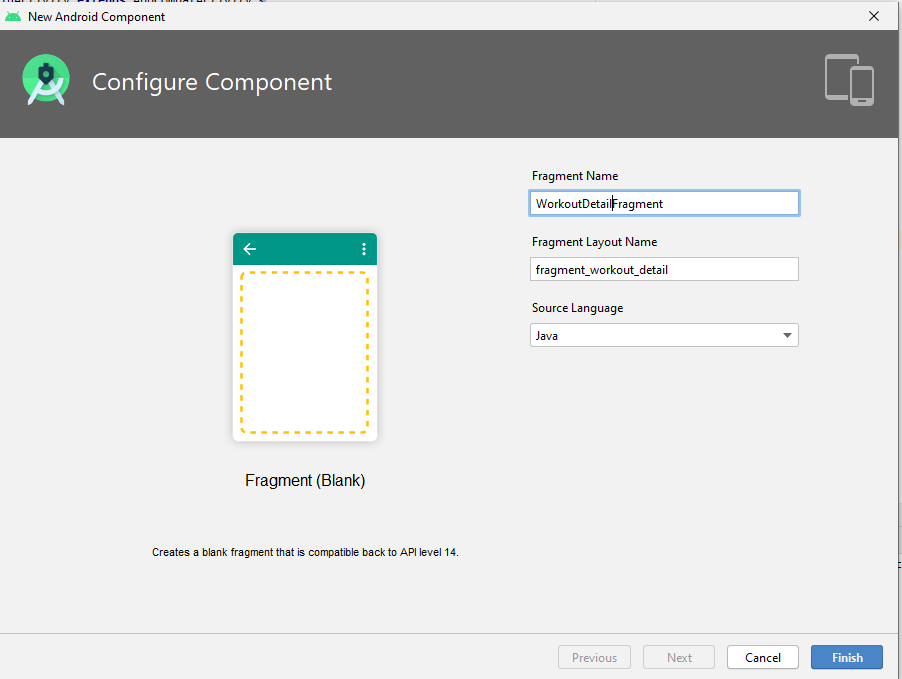 New Android Component
Configure Component
Fragment Name
WorkoutDetailFragment
Fragment Layout Name
fragment_workout_detail
Source Language
Java
Fragment (Blank)
Creates a blank fragment that is compatible back to API level 14.
Previous
Next
Cancel
Finish